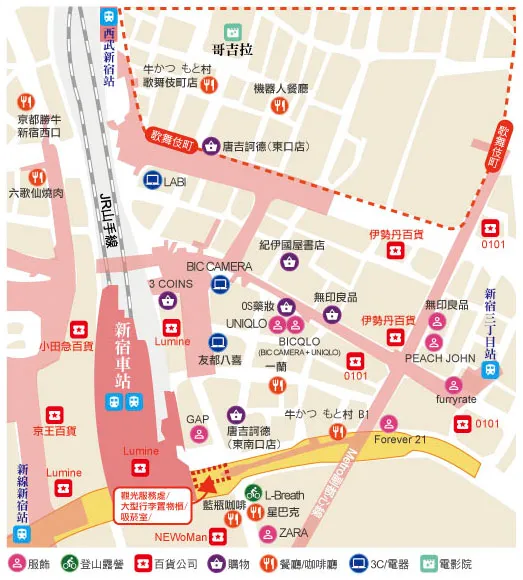 西武新宿站
哥吉拉
牛かつ もと村
歌舞伎町店
機器人餐廳
京都勝牛
新宿西口
歌舞伎町
唐吉訶德(東口店)
歌舞伎町
六歌仙燒肉
LABI
JR山手線
0101
伊勢丹百貨
紀伊國屋書店
BIC CAMERA
3 COINS
OS藥妝
無印良品
新宿三丁目站
伊勢丹百貨
無印良品
UNIQLO
新宿車站
Lumine
小田急百貨
BICQLO
(BIC CAMERA + UNIQLO)
友都八喜
PEACH JOHN
0101
一蘭
furryrate
京王百貨
GAP
唐吉訶德
(東南口店)
牛かつ もと村 B1
0101
Forever 21
Lumine
Lumine
新線新宿站
Metro副都心線
觀光服務處/
大型行李置物櫃/
吸菸室/
L-Breath
藍瓶咖啡
星巴克
NEWoMan
ZARA
服飾
登山露營
百貨公司
購物
餐廳/咖啡廳
3C/電器
電影院